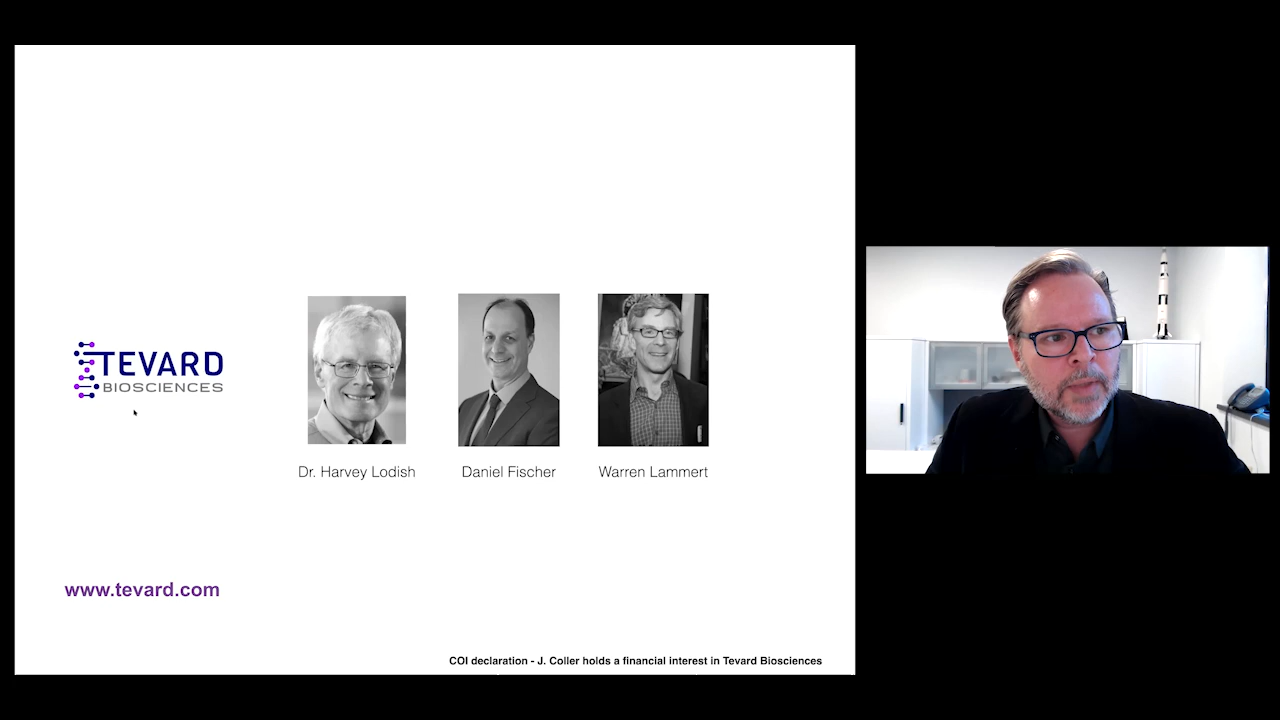 TEVARD
BIOSCIENCES
Dr. Harvey Lodish
Daniel Fischer
Warren Lammert
www.tevard.com
COI declaration - J. Coller holds a financial interest in Tevard Biosciences